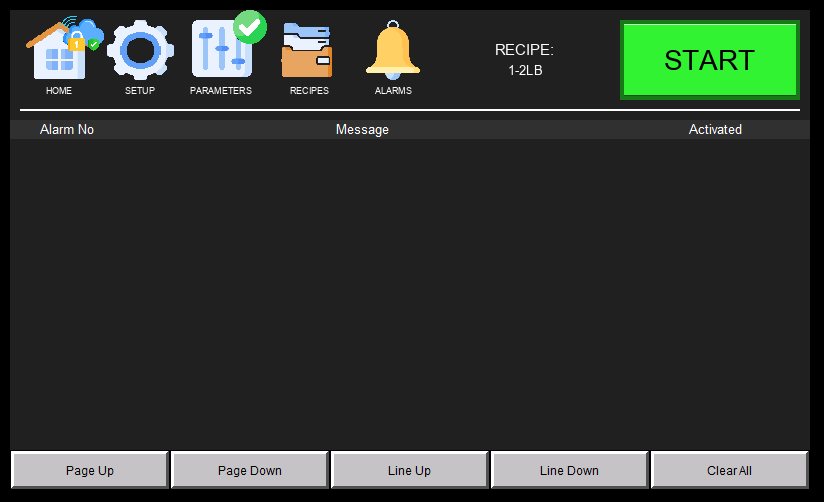 HOME
SETUP
PARAMETERS
RECIPES
ALARMS
RECIPE:
1-2LB
START
Alarm No Message Activated
Page Up Page Down Line Up Line Down Clear All